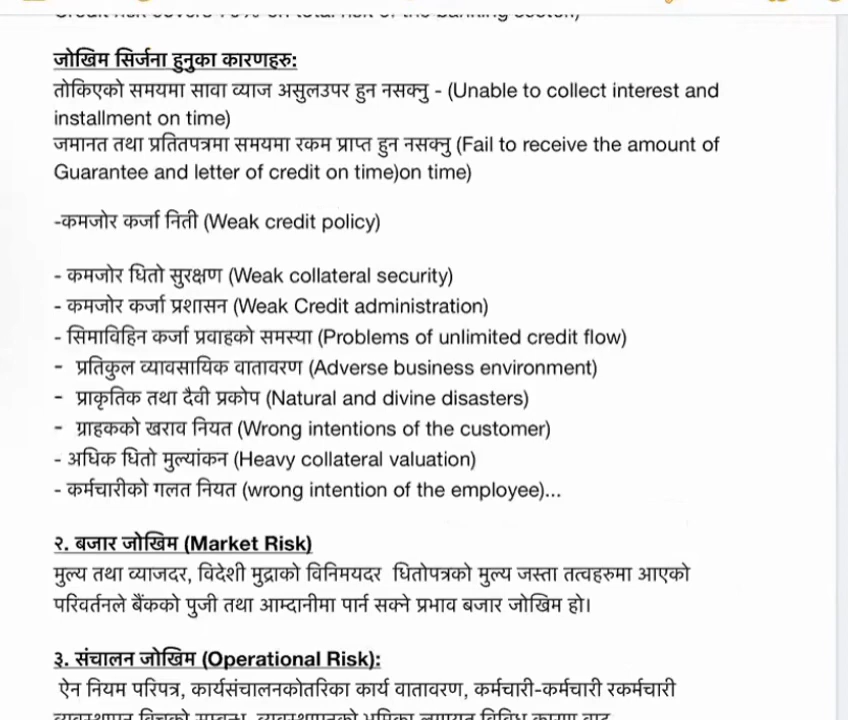 जोखिम सिर्जना हुनुका कारणहरु:
तोकिएको समयमा सावा व्याज असुलउपर हुन नसक्नु - (Unable to collect interest and
installment on time)
जमानत तथा प्रतितपत्रमा समयमा रकम प्राप्त हुन नसक्नु (Fail to receive the amount of
Guarantee and letter of credit on time)on time)
-कमजोर कर्जा निती (Weak credit policy)
- कमजोर धितो सुरक्षण (Weak collateral security)
- कमजोर कर्जा प्रशासन (Weak Credit administration)
- सिमाविहिन कर्जा प्रवाहको समस्या (Problems of unlimited credit flow)
- प्रतिकुल व्यावसायिक वातावरण (Adverse business environment)
- प्राकृतिक तथा दैवी प्रकोप (Natural and divine disasters)
- ग्राहकको खराव नियत (Wrong intentions of the customer)
- अधिक धितो मुल्यांकन (Heavy collateral valuation)
- कर्मचारीको गलत नियत (wrong intention of the employee)...
२. बजार जोखिम (Market Risk)
मुल्य तथा व्याजदर, विदेशी मुद्राको विनिमयदर धितोपत्रको मुल्य जस्ता तत्वहरुमा आएको
परिवर्तनले बैंकको पुजी तथा आम्दानीमा पार्न सक्ने प्रभाव बजार जोखिम हो।
३. संचालन जोखिम (Operational Risk):
ऐन नियम परिपत्र, कार्यसंचालनकोतरिका कार्य वातावरण, कर्मचारी-कर्मचारी रकर्मचारी